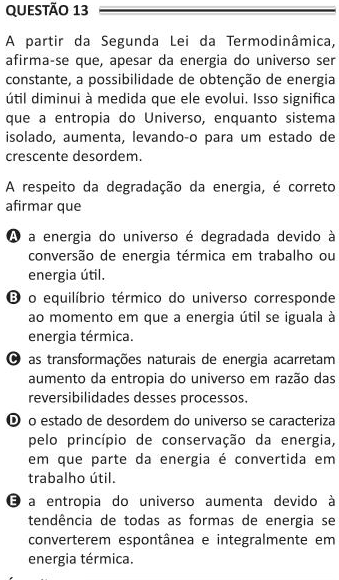 QUESTÃO 13
A partir da Segunda Lei da Termodinâmica,
afirma-se que, apesar da energia do universo ser
constante, a possibilidade de obtenção de energia
útil diminui à medida que ele evolui. Isso significa
que a entropia do Universo, enquanto sistema
isolado, aumenta, levando-o para um estado de
crescente desordem.
A respeito da degradação da energia, é correto
afirmar que
A a energia do universo é degradada devido à
conversão de energia térmica em trabalho ou
energia útil.
B o equilíbrio térmico do universo corresponde
ao momento em que a energia útil se iguala à
energia térmica.
C as transformações naturais de energia acarretam
aumento da entropia do universo em razão das
reversibilidades desses processos.
D o estado de desordem do universo se caracteriza
pelo princípio de conservação da energia,
em que parte da energia é convertida em
trabalho útil.
E a entropia do universo aumenta devido à
tendência de todas as formas de energia se
converterem espontânea e integralmente em
energia térmica.